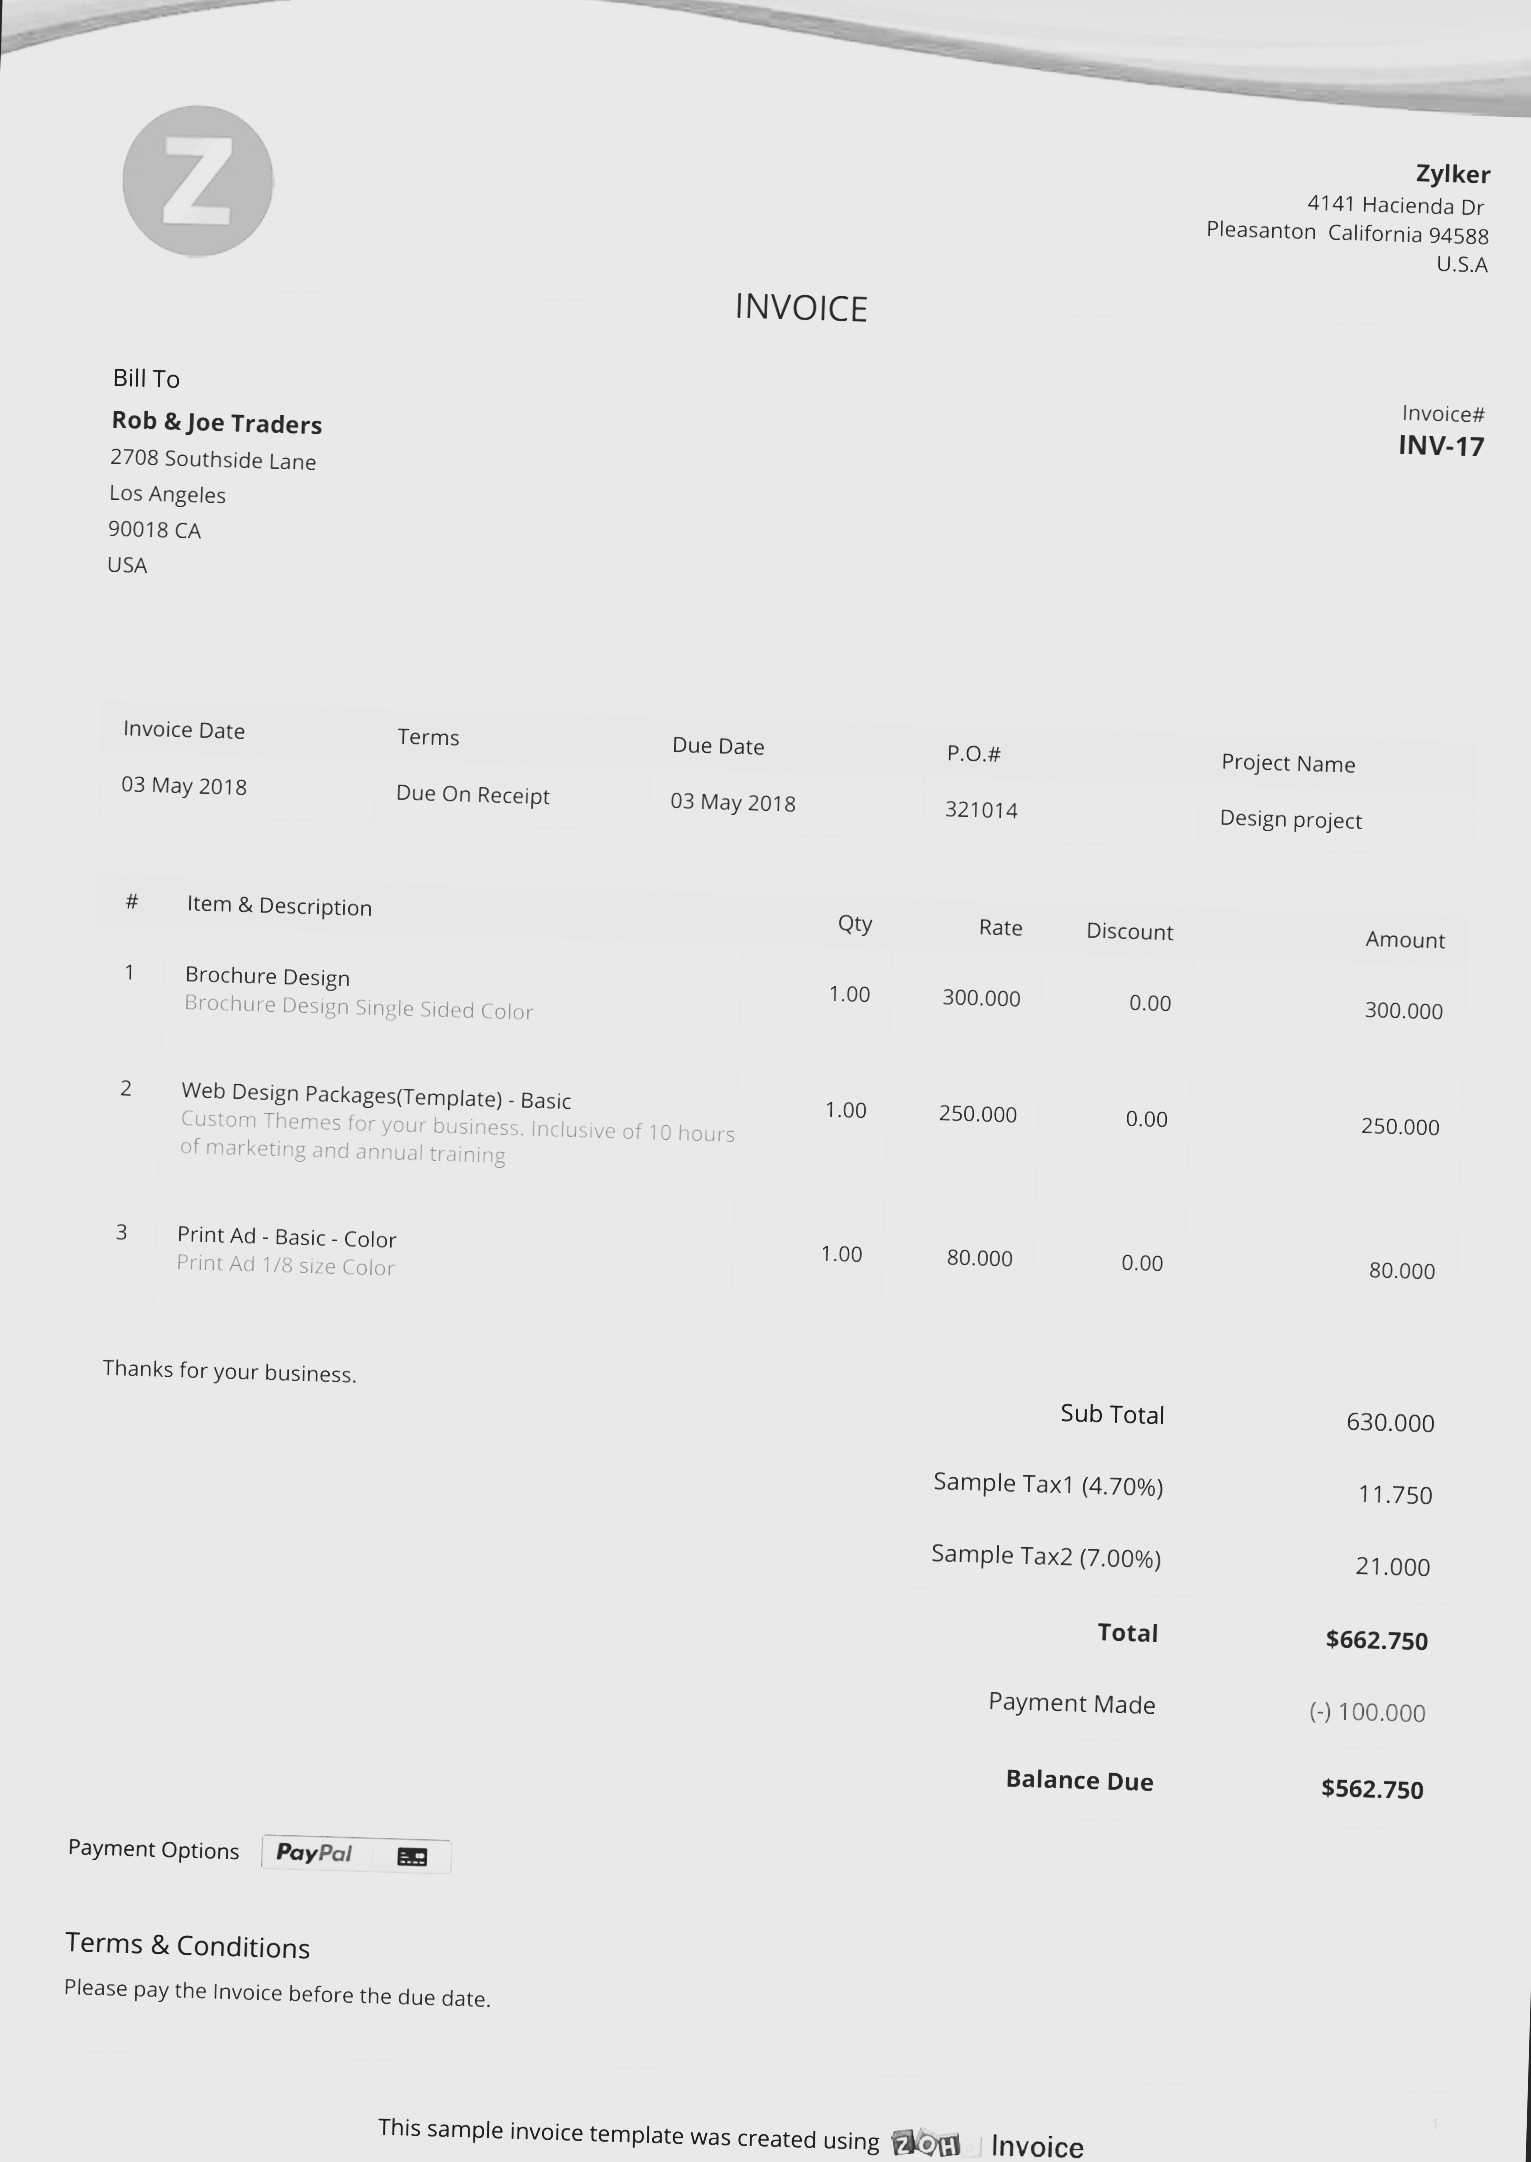 Z
Zylker
4141 Hacienda Dr
Pleasanton California 94588
U.S.A
INVOICE
Bill To
Rob & Joe Traders
2708 Southside Lane
Los Angeles
90018 CA
USA
Invoice#
INV-17
Invoice Date Terms Due Date P.O.# Project Name
03 May 2018 Due On Receipt 03 May 2018 321014 Design project
# Item & Description Qty Rate Discount Amount
1 Brochure Design 1.00 300.000 0.00 300.000
Brochure Design Single Sided Color
2 Web Design Packages(Template) - Basic 1.00 250.000 0.00 250.000
Custom Themes for your business. Inclusive of 10 hours
of marketing and annual training
3 Print Ad - Basic - Color 1.00 80.000 0.00 80.000
Print Ad 1/8 size Color
Thanks for your business.
Sub Total 630.000
Sample Tax1 (4.70%) 11.750
Sample Tax2 (7.00%) 21.000
Total $662.750
Payment Made (-) 100.000
Balance Due $562.750
Payment Options PayPal
Terms & Conditions
Please pay the Invoice before the due date.
1
This sample invoice template was created using ZOHO Invoice